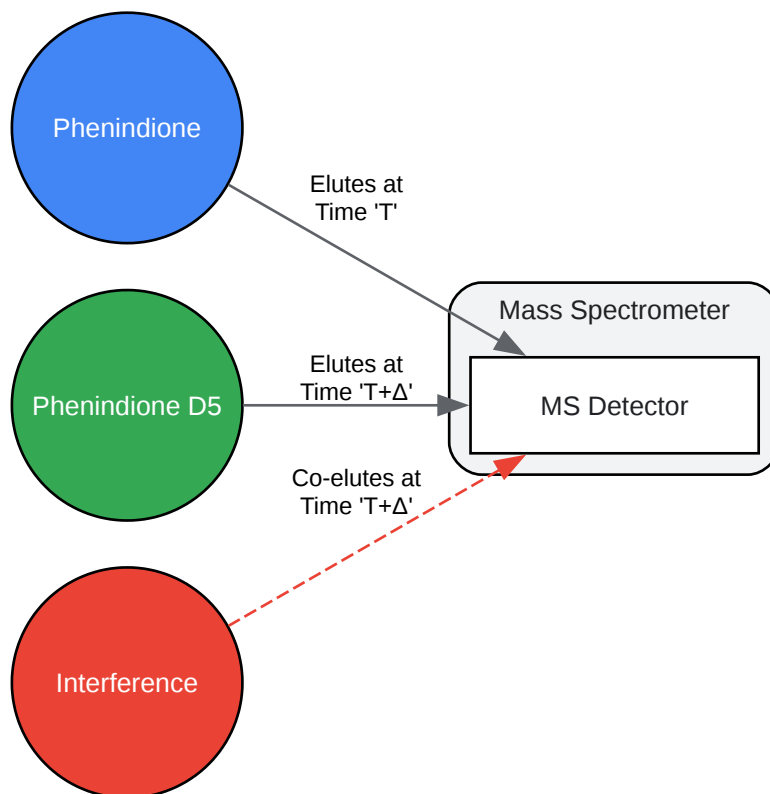 Phenindione
Elutes at
Time 'T'
Mass Spectrometer
Phenindione D5
Elutes at
Time 'T+Δ'
MS Detector
Co-elutes at
Time 'T+Δ'
Interference